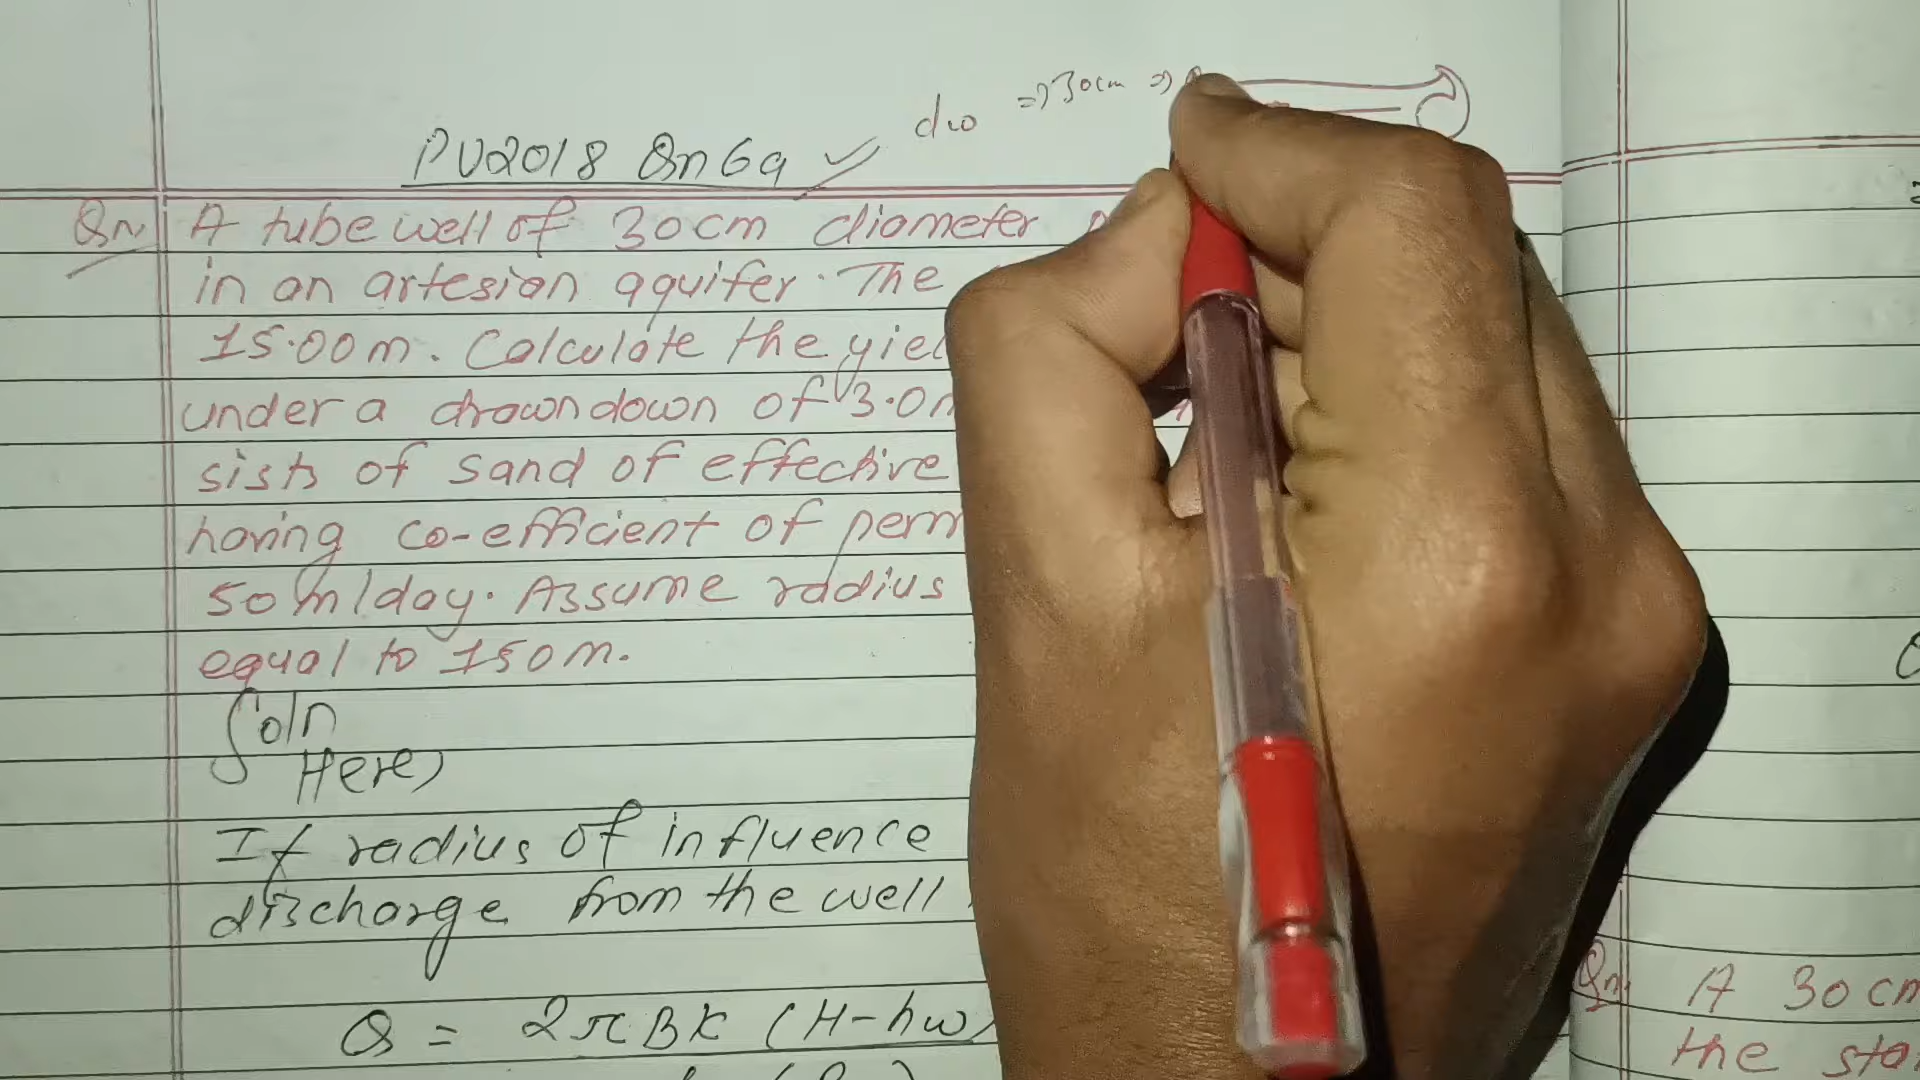 dw => 30cm =>
PU2018 Qn6a
Qn A tube well of 30cm diameter
in an artesian aquifer. The
15.00m. Calculate the yiel
under a drawndown of 3.0m
sists of sand of effective
having co-efficient of perm
50m/day. Assume radius
equal to 150m.
Soln
Here,
If radius of influence
discharge from the well
Q = 2πBK (H-hw)
Qn A 30cm
the sta